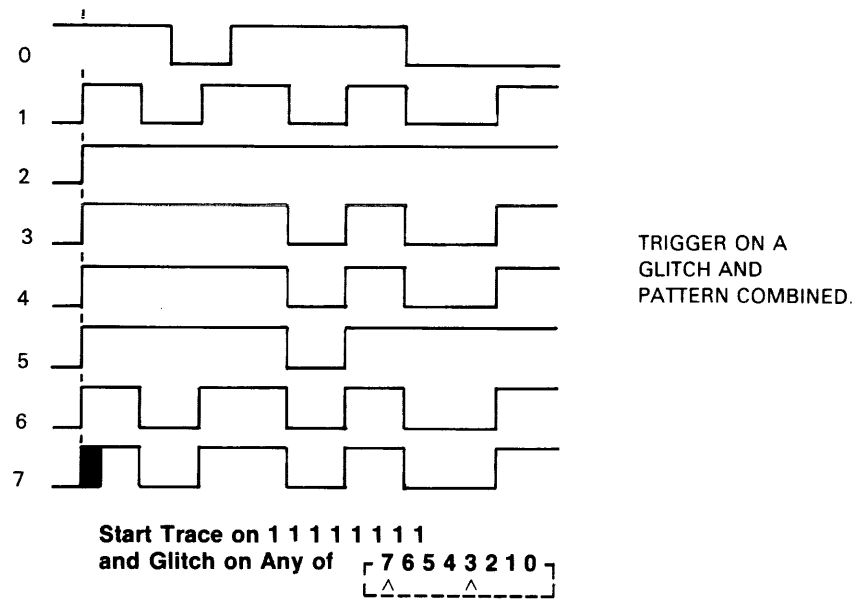 0
1
2
3
4
5
6
7
TRIGGER ON A
GLITCH AND
PATTERN COMBINED.
Start Trace on 1 1 1 1 1 1 1 1
and Glitch on Any of 7 6 5 4 3 2 1 0
^ ^